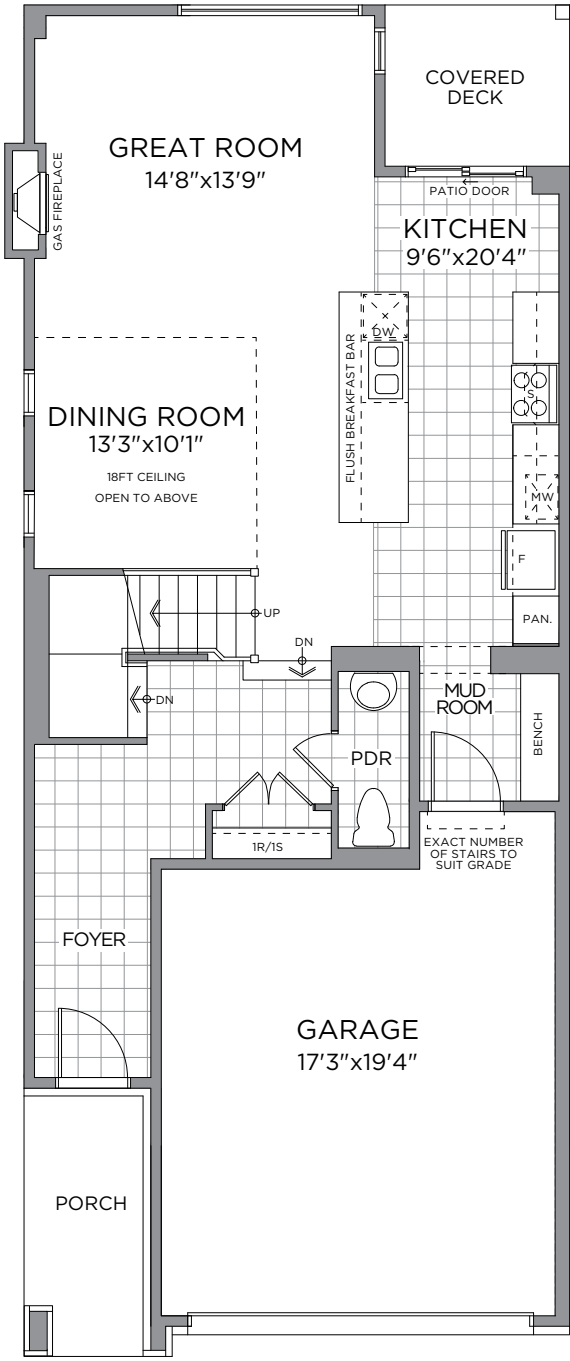 COVERED
DECK
GREAT ROOM
14'8"x13'9"
GAS FIREPLACE
PATIO DOOR
KITCHEN
9'6"x20'4"
DW
FLUSH BREAKFAST BAR
S
DINING ROOM
13'3"x10'1"
18FT CEILING
OPEN TO ABOVE
MW
F
UP
PAN.
DN
DN
MUD
ROOM
BENCH
PDR
1R/1S
EXACT NUMBER
OF STAIRS TO
SUIT GRADE
FOYER
GARAGE
17'3"x19'4"
PORCH